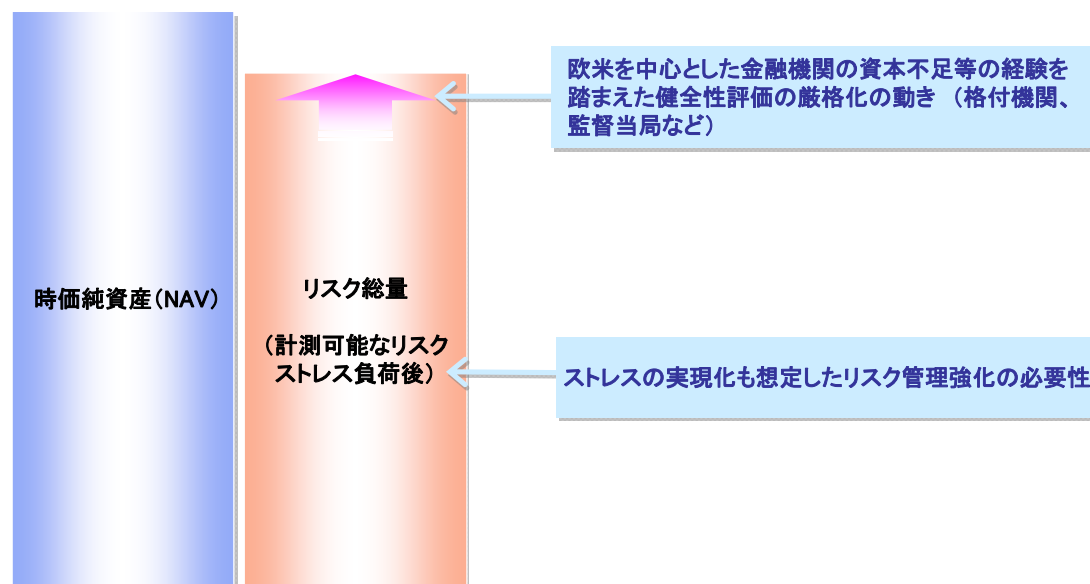 欧米を中心とした金融機関の資本不足等の経験を
踏まえた健全性評価の厳格化の動き （格付機関、
監督当局など）
時価純資産（NAV）
リスク総量
（計測可能なリスク
ストレス負荷後）
ストレスの実現化も想定したリスク管理強化の必要性